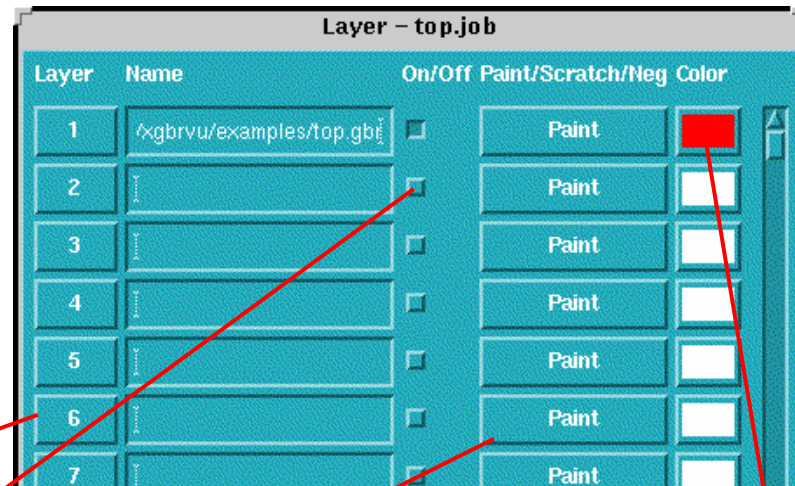 Layer – top.job
Layer Name On/Off Paint/Scratch/Neg Color
1 /xgbrvu/examples/top.gbr Paint
2 Paint
3 Paint
4 Paint
5 Paint
6 Paint
7 Paint